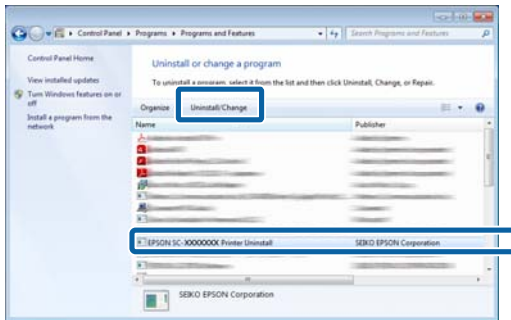 Control Panel ▸ Programs ▸ Programs and Features
Search Programs and Features
Control Panel Home
View installed updates
Turn Windows features on or off
Install a program from the network
Uninstall or change a program
To uninstall a program, select it from the list and then click Uninstall, Change, or Repair.
Organize Uninstall/Change
Name Publisher
EPSON SC-XXXXXXX Printer Uninstall SEIKO EPSON Corporation
SEIKO EPSON Corporation